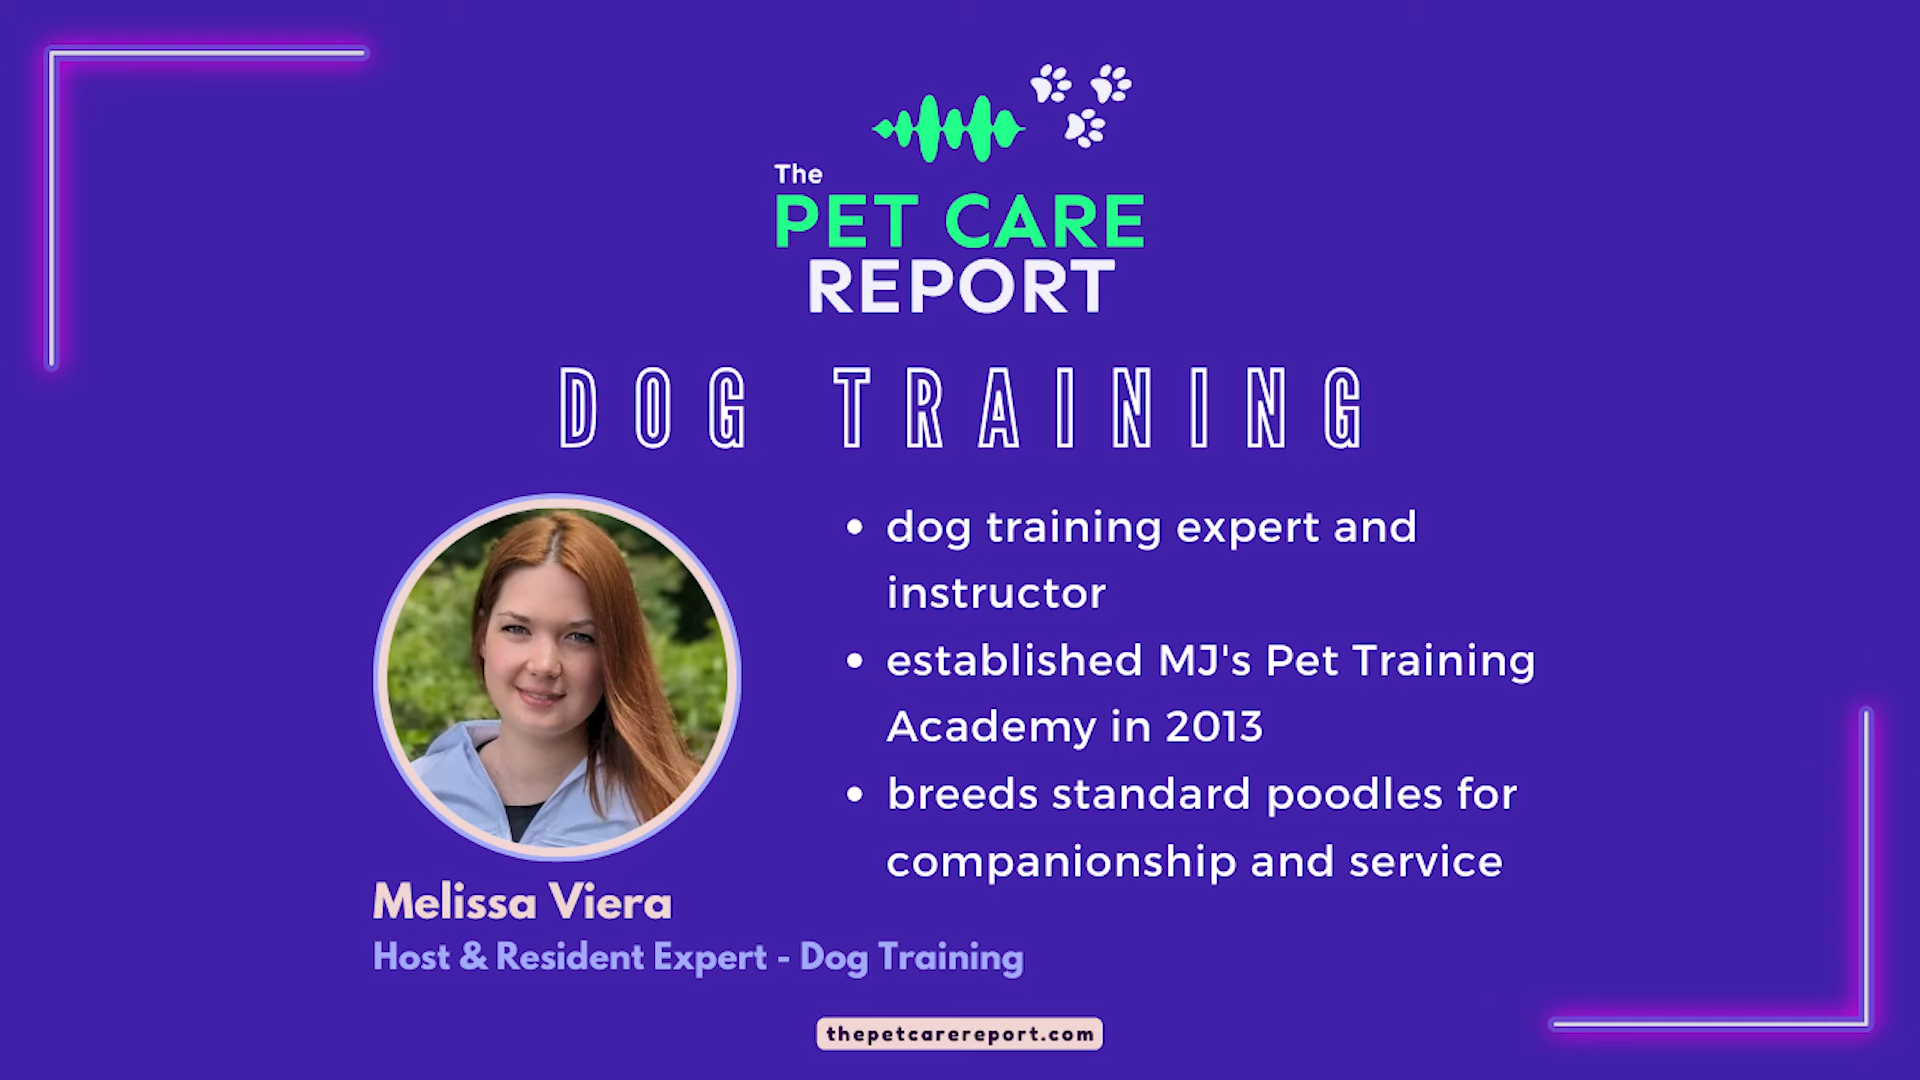 The
PET CARE
REPORT
DOG TRAINING
• dog training expert and
instructor
• established MJ's Pet Training
Academy in 2013
• breeds standard poodles for
companionship and service
Melissa Viera
Host & Resident Expert - Dog Training
thepetcarereport.com